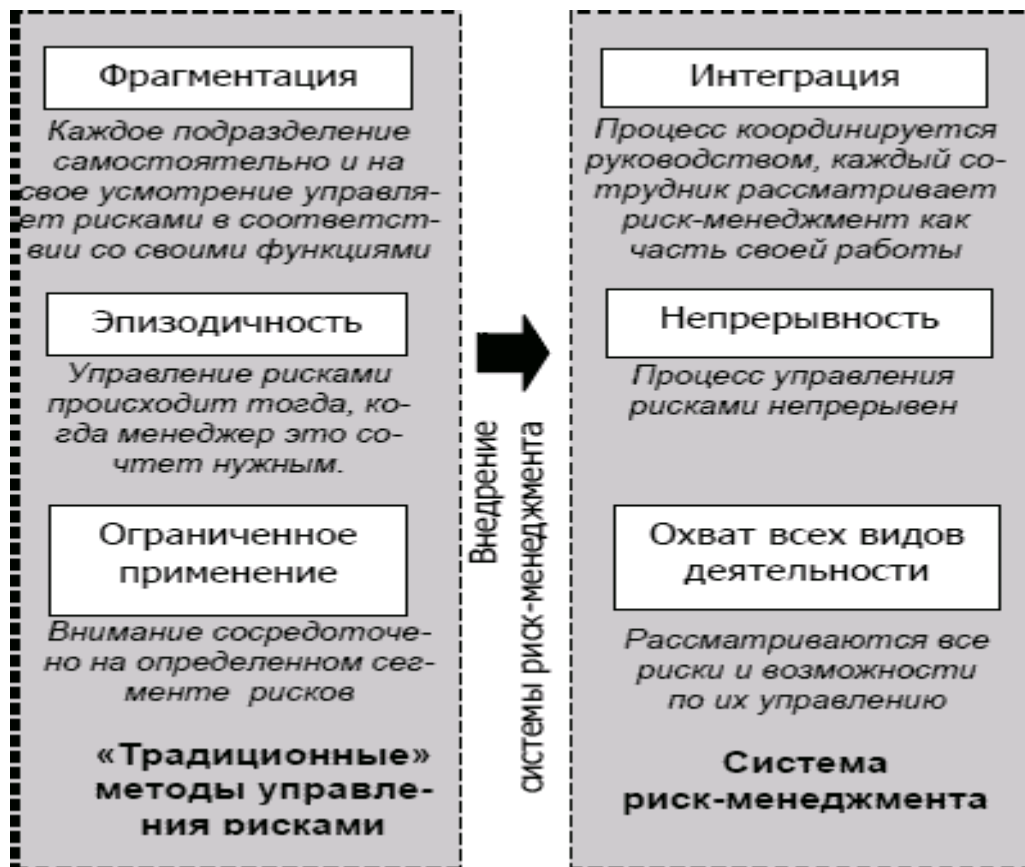 Фрагментация
Каждое подразделение
самостоятельно и на
свое усмотрение управля-
ет рисками в соответст-
вии со своими функциями
Эпизодичность
Управление рисками
происходит тогда, ко-
гда менеджер это со-
чтет нужным.
Ограниченное
применение
Внимание сосредоточе-
но на определенном сег-
менте рисков
«Традиционные»
методы управле-
ния рисками
Внедрение
системы риск-менеджмента
Интеграция
Процесс координируется
руководством, каждый со-
трудник рассматривает
риск-менеджмент как
часть своей работы
Непрерывность
Процесс управления
рисками непрерывен
Охват всех видов
деятельности
Рассматриваются все
риски и возможности
по их управлению
Система
риск-менеджмента